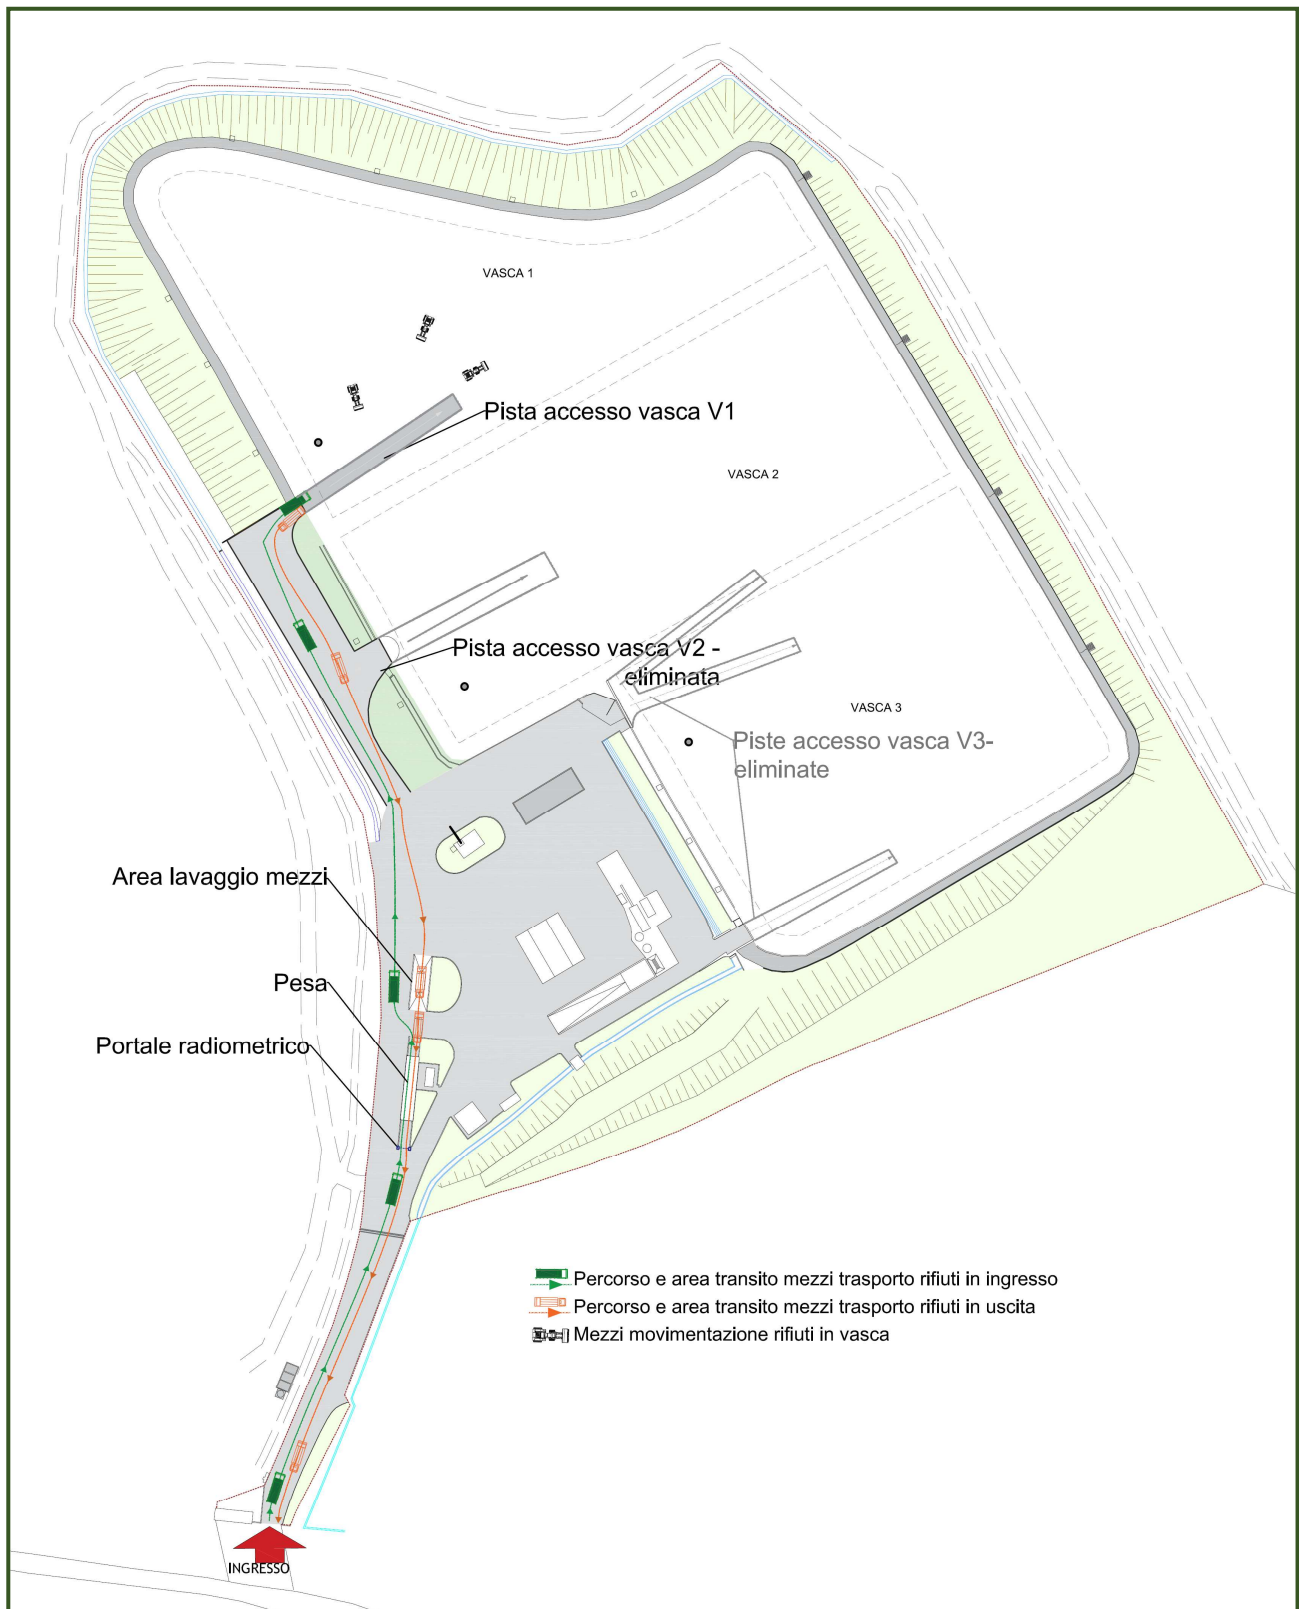 VASCA 1
Pista accesso vasca V1
VASCA 2
Pista accesso vasca V2 -
eliminata
VASCA 3
Piste accesso vasca V3-
eliminate
Area lavaggio mezzi
Pesa
Portale radiometrico
Percorso e area transito mezzi trasporto rifiuti in ingresso
Percorso e area transito mezzi trasporto rifiuti in uscita
Mezzi movimentazione rifiuti in vasca
INGRESSO